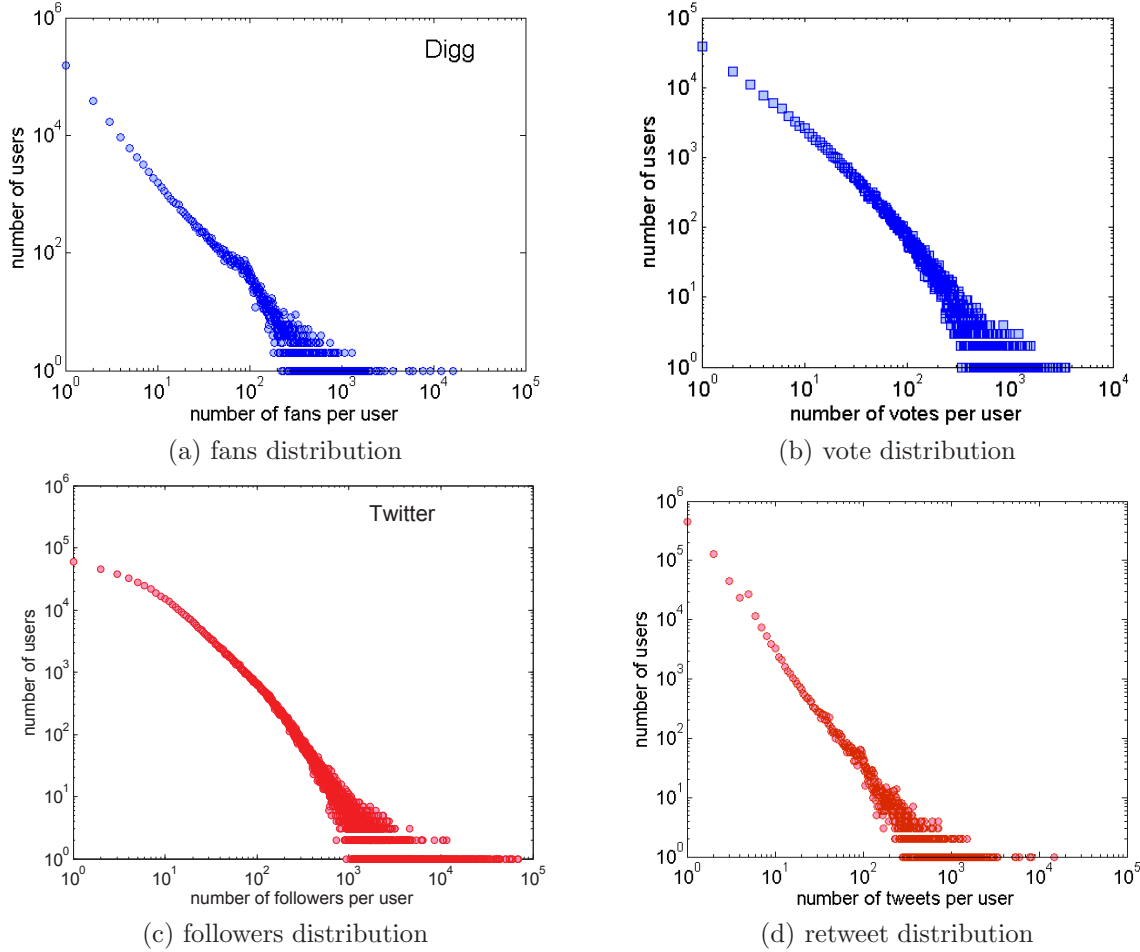 Digg
number of users
10^6
10^4
10^2
10^0
10^0 10^1 10^2 10^3 10^4 10^5
number of fans per user
(a) fans distribution
number of users
10^5
10^4
10^3
10^2
10^1
10^0
10^0 10^1 10^2 10^3 10^4
number of votes per user
(b) vote distribution
Twitter
number of users
10^6
10^5
10^4
10^3
10^2
10^1
10^0
10^0 10^1 10^2 10^3 10^4 10^5
number of followers per user
(c) followers distribution
number of users
10^6
10^5
10^4
10^3
10^2
10^1
10^0
10^0 10^1 10^2 10^3 10^4 10^5
number of tweets per user
(d) retweet distribution